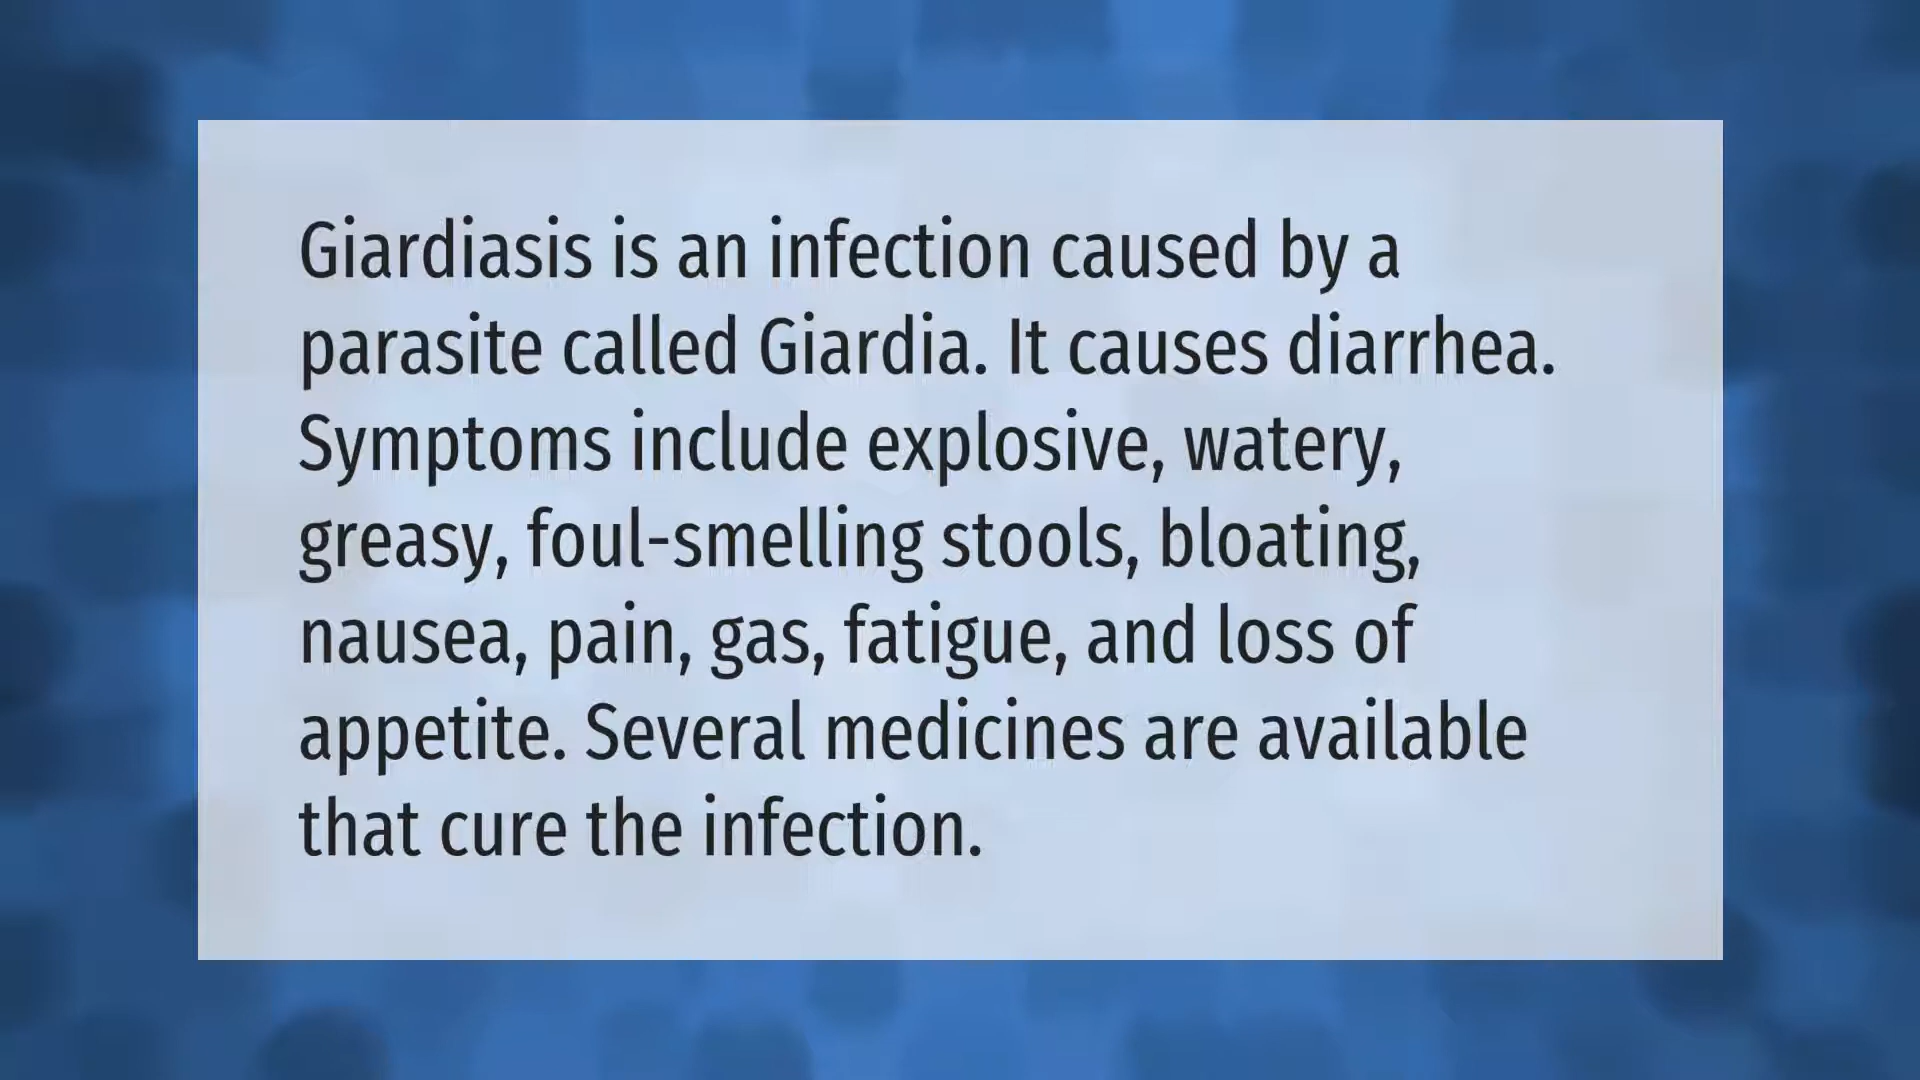 Giardiasis is an infection caused by a
parasite called Giardia. It causes diarrhea.
Symptoms include explosive, watery,
greasy, foul-smelling stools, bloating,
nausea, pain, gas, fatigue, and loss of
appetite. Several medicines are available
that cure the infection.